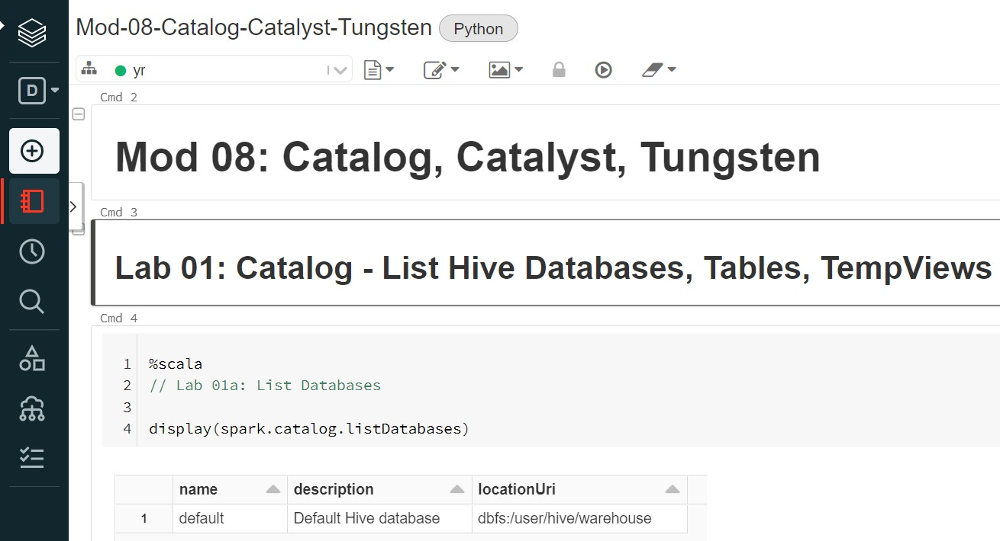 Mod-08-Catalog-Catalyst-Tungsten Python
D
yr
Cmd 2
Mod 08: Catalog, Catalyst, Tungsten
Cmd 3
Lab 01: Catalog - List Hive Databases, Tables, TempViews
Cmd 4
1 %scala
2 // Lab 01a: List Databases
3
4 display(spark.catalog.listDatabases)
name description locationUri
1 default Default Hive database dbfs:/user/hive/warehouse